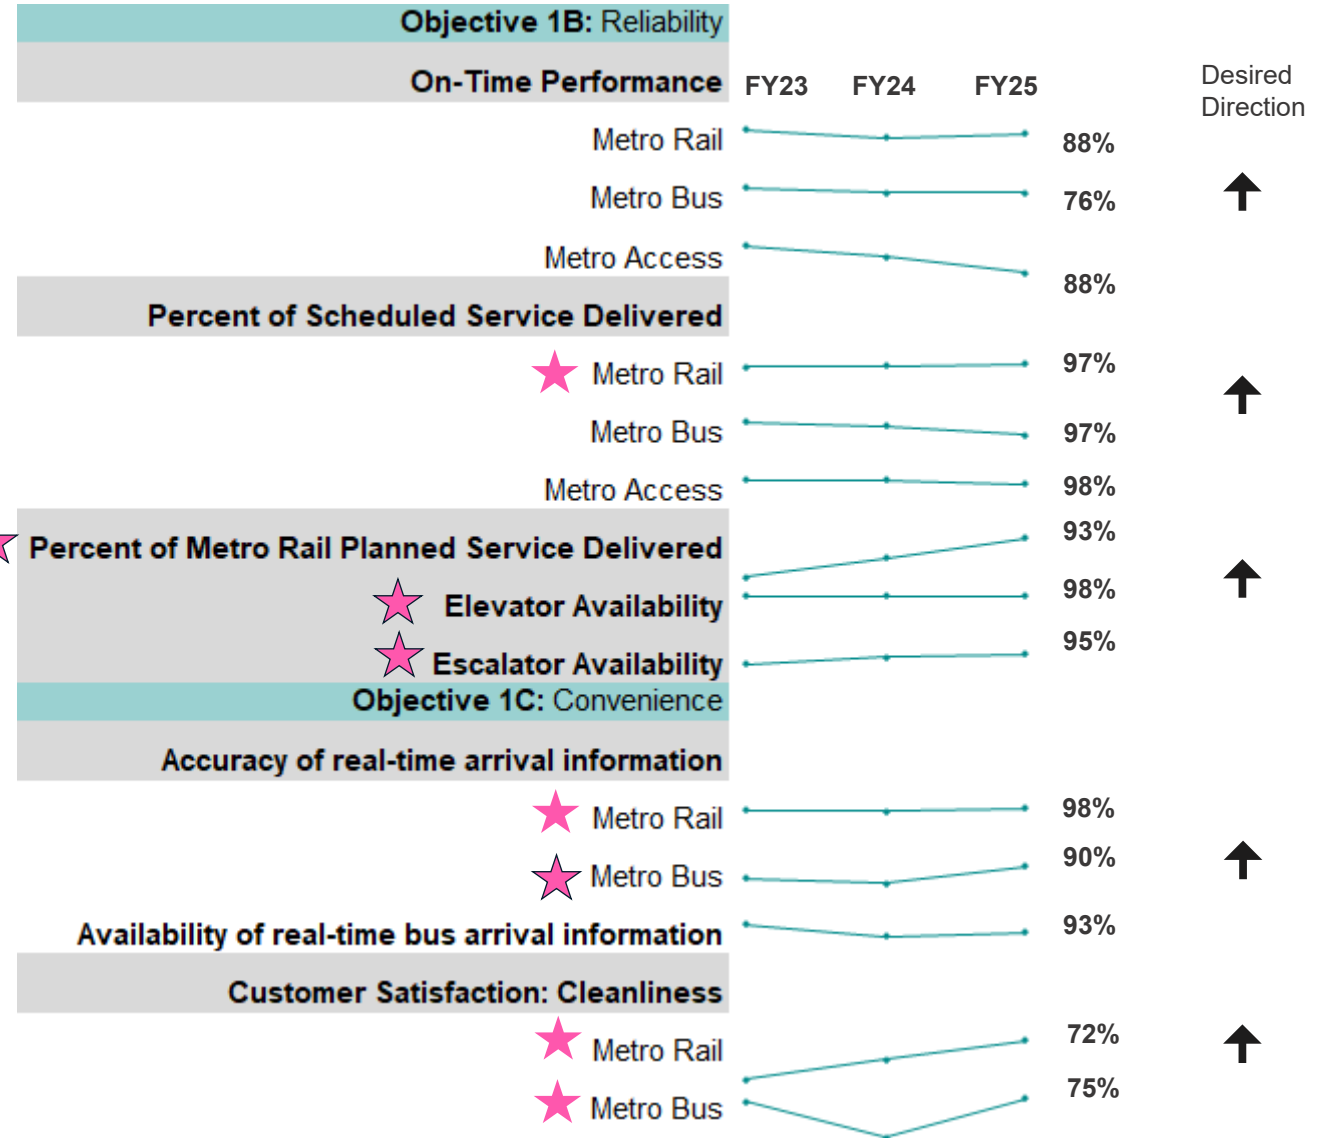 Objective 1B: Reliability
On-Time Performance
FY23 FY24 FY25
Desired
Direction
Metro Rail 88%
Metro Bus 76%
Metro Access 88%
Percent of Scheduled Service Delivered
Metro Rail 97%
Metro Bus 97%
Metro Access 98%
Percent of Metro Rail Planned Service Delivered 93%
Elevator Availability 98%
Escalator Availability 95%
Objective 1C: Convenience
Accuracy of real-time arrival information
Metro Rail 98%
Metro Bus 90%
Availability of real-time bus arrival information 93%
Customer Satisfaction: Cleanliness
Metro Rail 72%
Metro Bus 75%